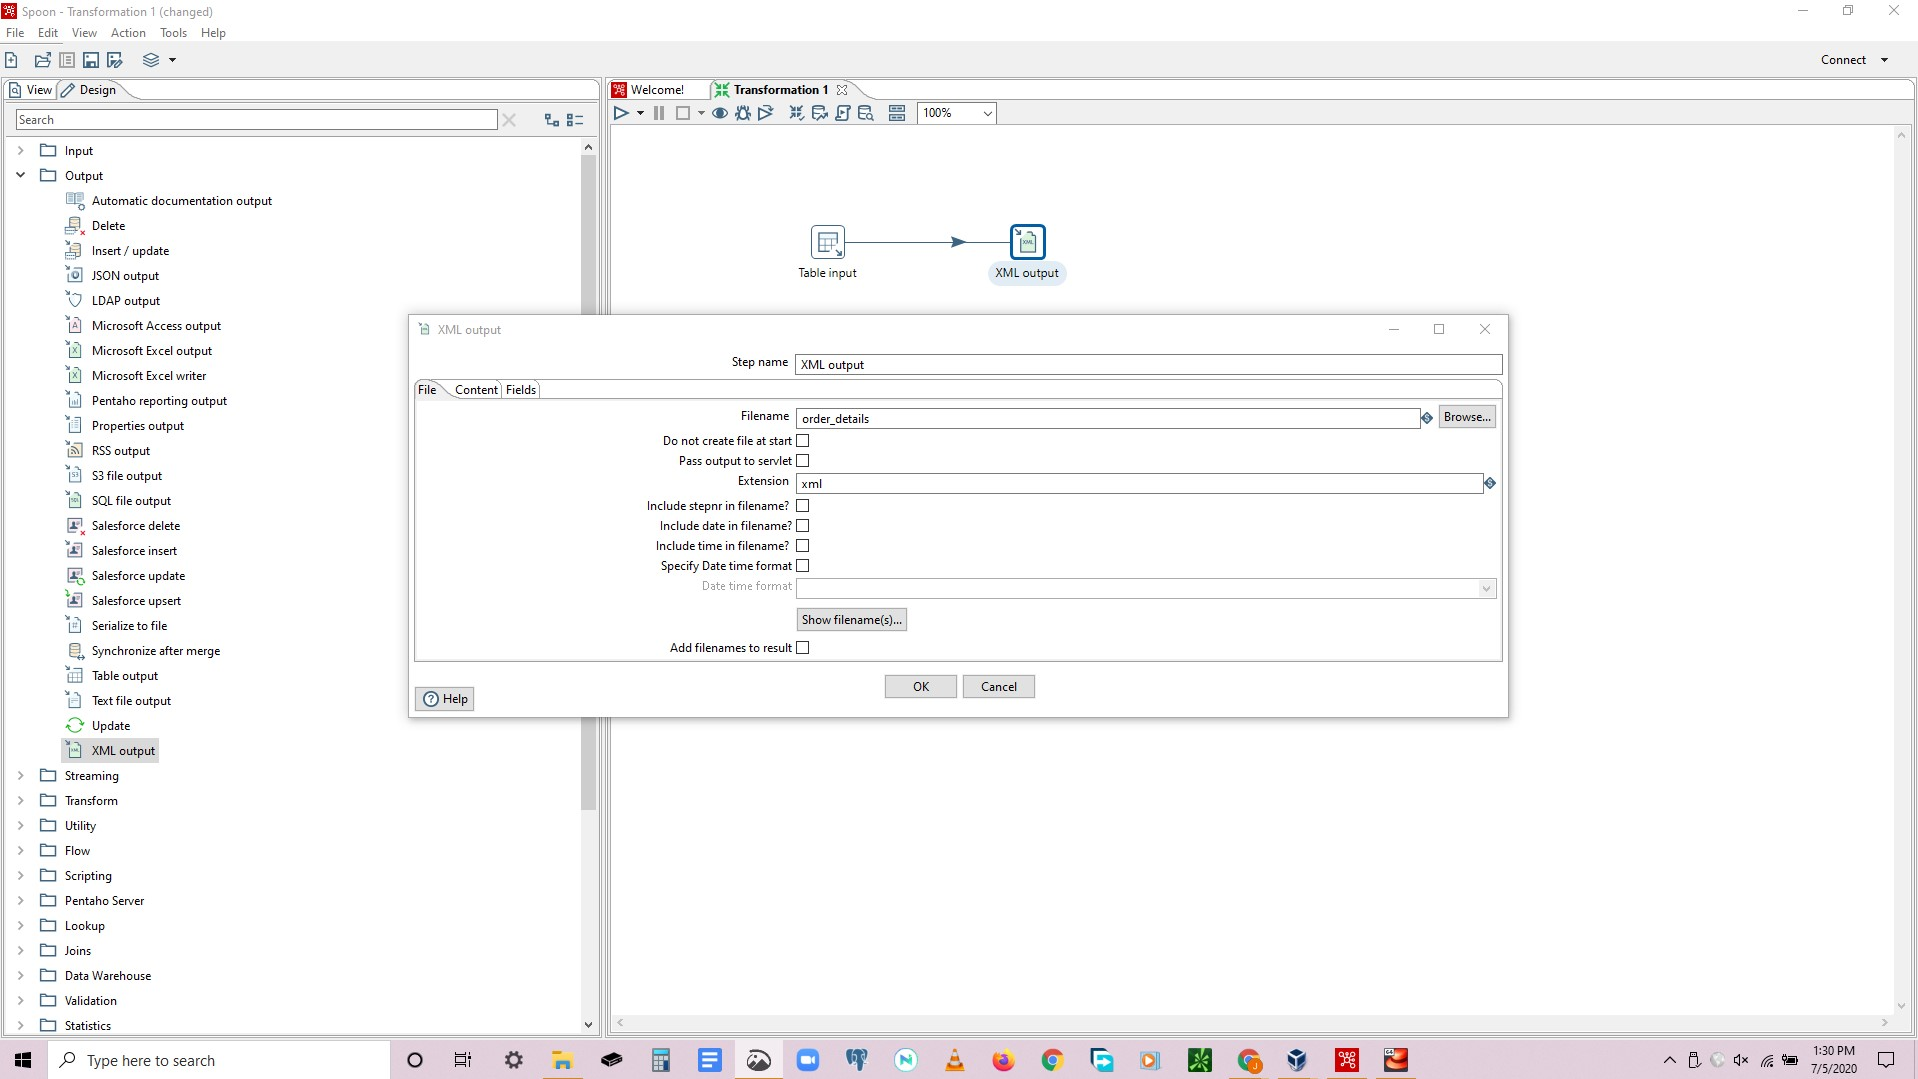 Spoon - Transformation 1 (changed)
File Edit View Action Tools Help
Connect
View Design
Search
Input
Output
Automatic documentation output
Delete
Insert / update
JSON output
LDAP output
Microsoft Access output
Microsoft Excel output
Microsoft Excel writer
Pentaho reporting output
Properties output
RSS output
S3 file output
SQL file output
Salesforce delete
Salesforce insert
Salesforce update
Salesforce upsert
Serialize to file
Synchronize after merge
Table output
Text file output
Update
XML output
Streaming
Transform
Utility
Flow
Scripting
Pentaho Server
Lookup
Joins
Data Warehouse
Validation
Statistics
Welcome! Transformation 1
100%
Table input
XML output
XML output
Step name XML output
File Content Fields
Filename order_details Browse...
Do not create file at start
Pass output to servlet
Extension xml
Include stepnr in filename?
Include date in filename?
Include time in filename?
Specify Date time format
Date time format
Show filename(s)...
Add filenames to result
OK Cancel
Help
Type here to search
1:30 PM
7/5/2020